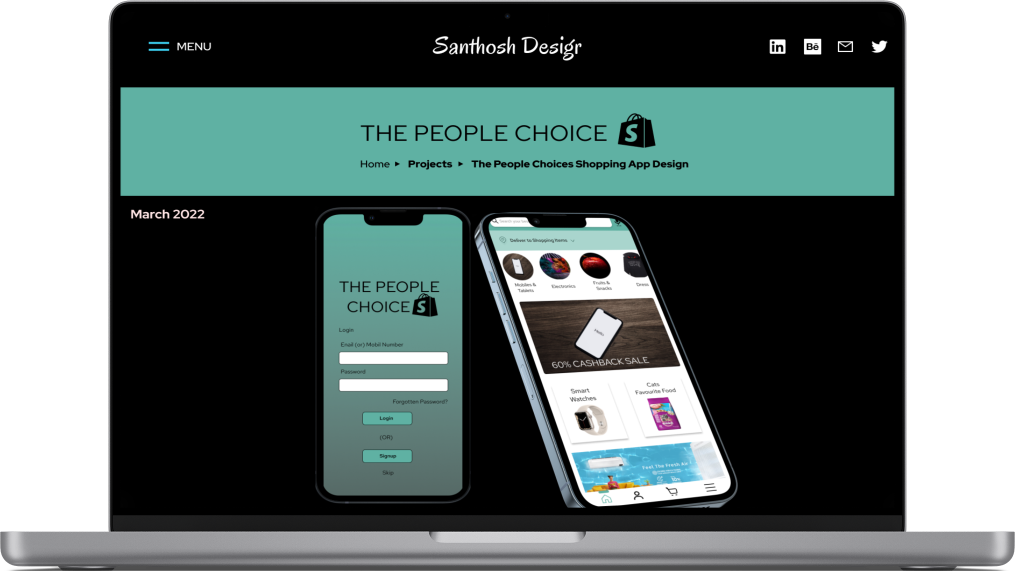 MENU
Santhosh Desigr
Bē
THE PEOPLE CHOICE
S
Home ▸ Projects ▸ The People Choices Shopping App Design
March 2022
THE PEOPLE
CHOICE
S
Login
Email (or) Mobil Number
Password
Forgotten Password?
Login
(OR)
Signup
Skip
Deliver to Shopping Items
Mobiles &
Tablets
Electronics
Fruits &
Snacks
60% CASHBACK SALE
Smart
Watches
Cats
Favourite Food
Feel The Fresh Air